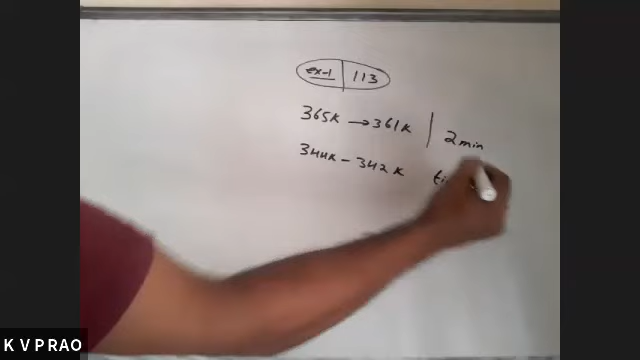 ex-1 | 113
365K → 361K | 2min
344K - 342K
K V P RAO